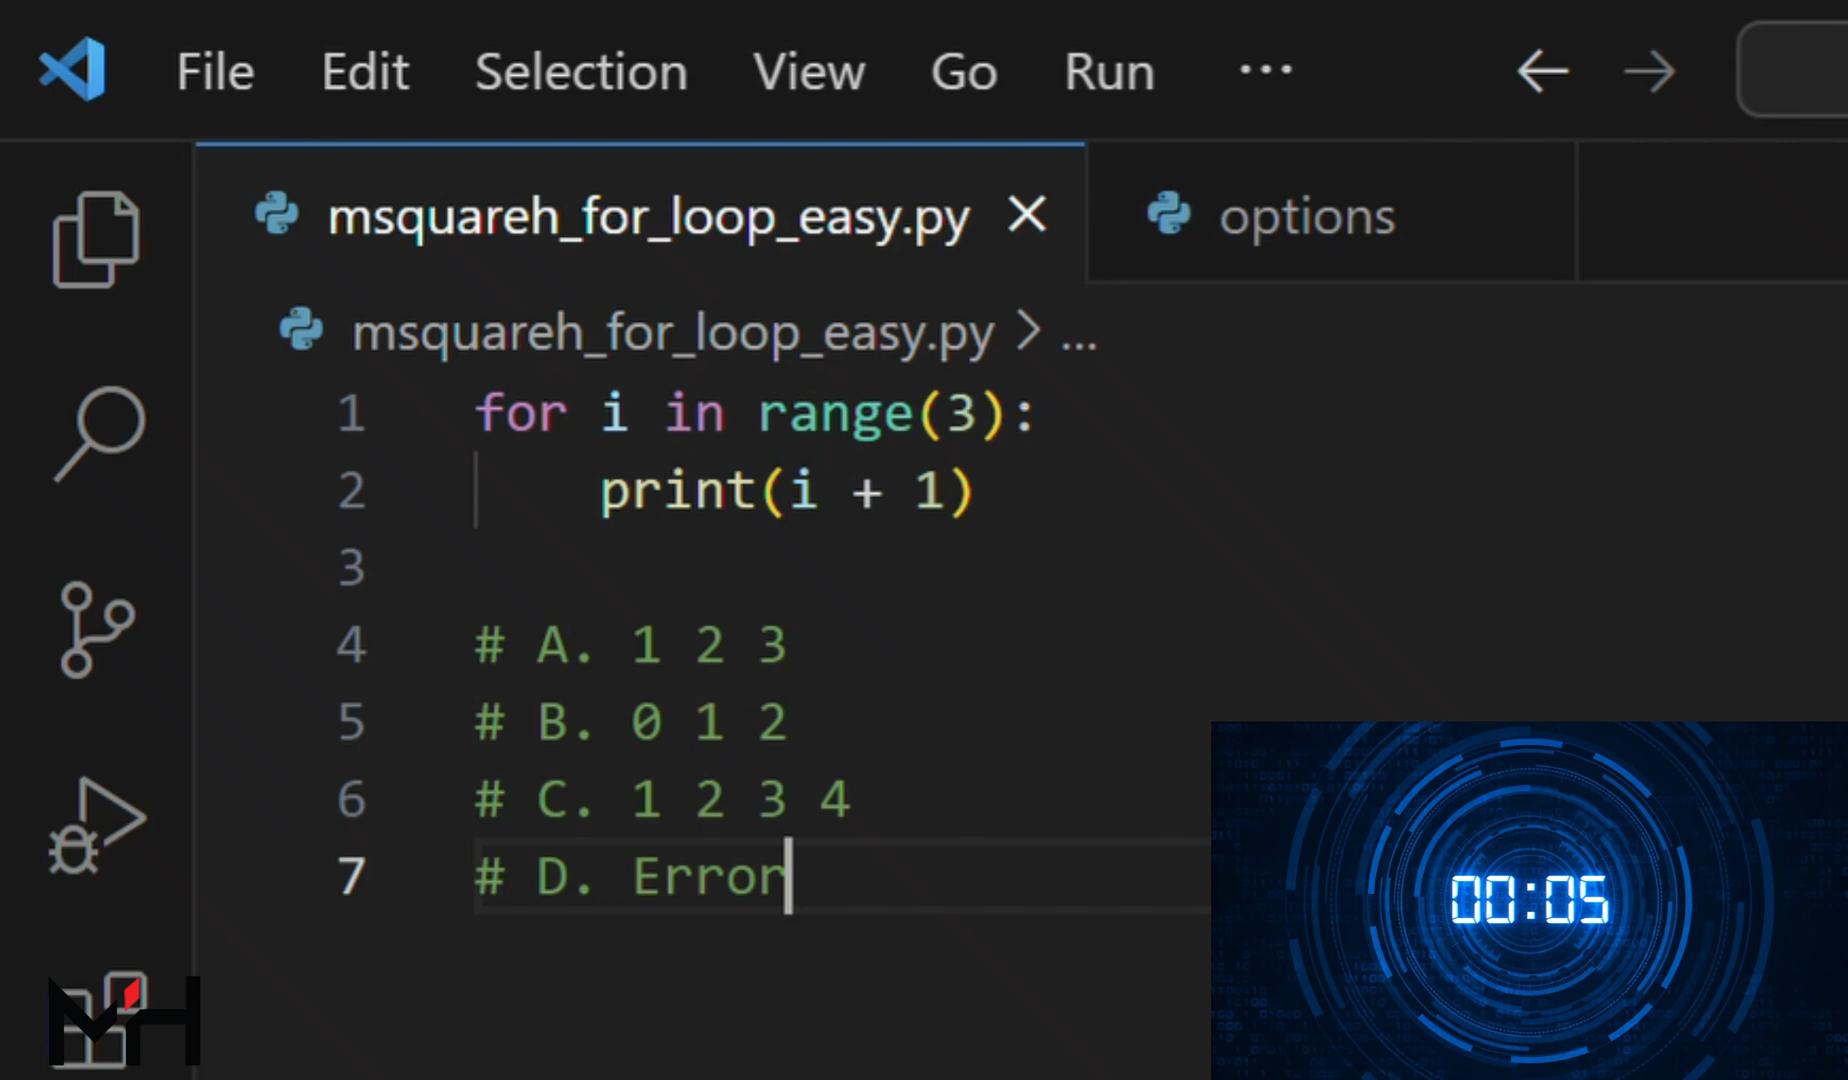 File Edit Selection View Go Run ...
msquareh_for_loop_easy.py options
msquareh_for_loop_easy.py > ...
1 for i in range(3):
2 print(i + 1)
3
4 # A. 1 2 3
5 # B. 0 1 2
6 # C. 1 2 3 4
7 # D. Error
00:05
MH